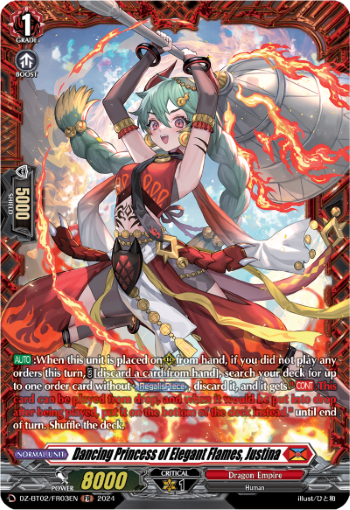 1
GRADE
BOOST
5000
SHIELD
AUTO :When this unit is placed on from hand, if you did not play any
orders this turn, [discard a card from hand], search your deck for up
to one order card without "Regalis Piece", discard it, and it gets "CONT :This
card can be played from drop, and when it would be put into drop
after being played, put it on the bottom of the deck instead." until end
of turn. Shuffle the deck.
NORMAL UNIT Dancing Princess of Elegant Flames, Justina
POWER 8000 CRITICAL 1 Dragon Empire
Human
DZ-BT02/FR03EN FR 2024 illust/ひと和